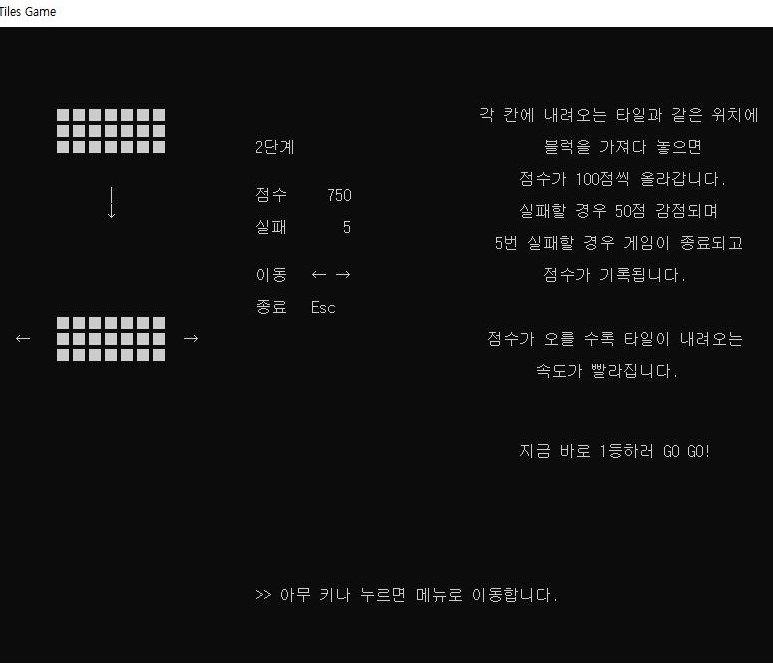 Tiles Game
2단계
점수 750
실패 5
이동 ← →
종료 Esc
각 칸에 내려오는 타일과 같은 위치에
블럭을 가져다 놓으면
점수가 100점씩 올라갑니다.
실패할 경우 50점 감점되며
5번 실패할 경우 게임이 종료되고
점수가 기록됩니다.
점수가 오를 수록 타일이 내려오는
속도가 빨라집니다.
지금 바로 1등하러 GO GO!
>> 아무 키나 누르면 메뉴로 이동합니다.